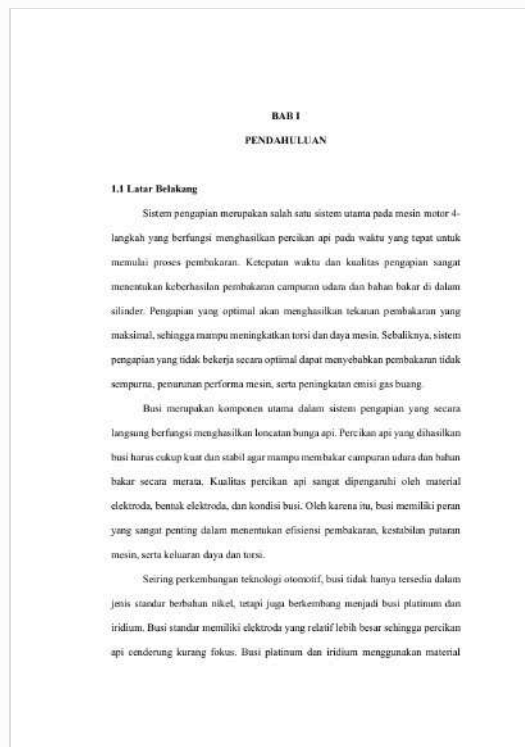 BAB I
PENDAHULUAN
1.1 Latar Belakang
Sistem pengapian merupakan salah satu sistem utama pada mesin motor 4-
langkah yang berfungsi menghasilkan percikan api pada waktu yang tepat untuk
memulai proses pembakaran. Ketepatan waktu dan kualitas pengapian sangat
menentukan keberhasilan pembakaran campuran udara dan bahan bakar di dalam
silinder. Pengapian yang optimal akan menghasilkan tekanan pembakaran yang
maksimal, sehingga mampu meningkatkan torsi dan daya mesin. Sebaliknya, sistem
pengapian yang tidak bekerja secara optimal dapat menyebabkan pembakaran tidak
sempurna, penurunan performa mesin, serta peningkatan emisi gas buang.
Busi merupakan komponen utama dalam sistem pengapian yang secara
langsung berfungsi menghasilkan loncatan bunga api. Percikan api yang dihasilkan
busi harus cukup kuat dan stabil agar mampu membakar campuran udara dan bahan
bakar secara merata. Kualitas percikan api sangat dipengaruhi oleh material
elektroda, bentuk elektroda, dan kondisi busi. Oleh karena itu, busi memiliki peran
yang sangat penting dalam menentukan efisiensi pembakaran, kestabilan putaran
mesin, serta keluaran daya dan torsi.
Seiring perkembangan teknologi otomotif, busi tidak hanya tersedia dalam
jenis standar berbahan nikel, tetapi juga berkembang menjadi busi platinum dan
iridium. Busi standar memiliki elektroda yang relatif lebih besar sehingga percikan
api cenderung kurang fokus. Busi platinum dan iridium menggunakan material